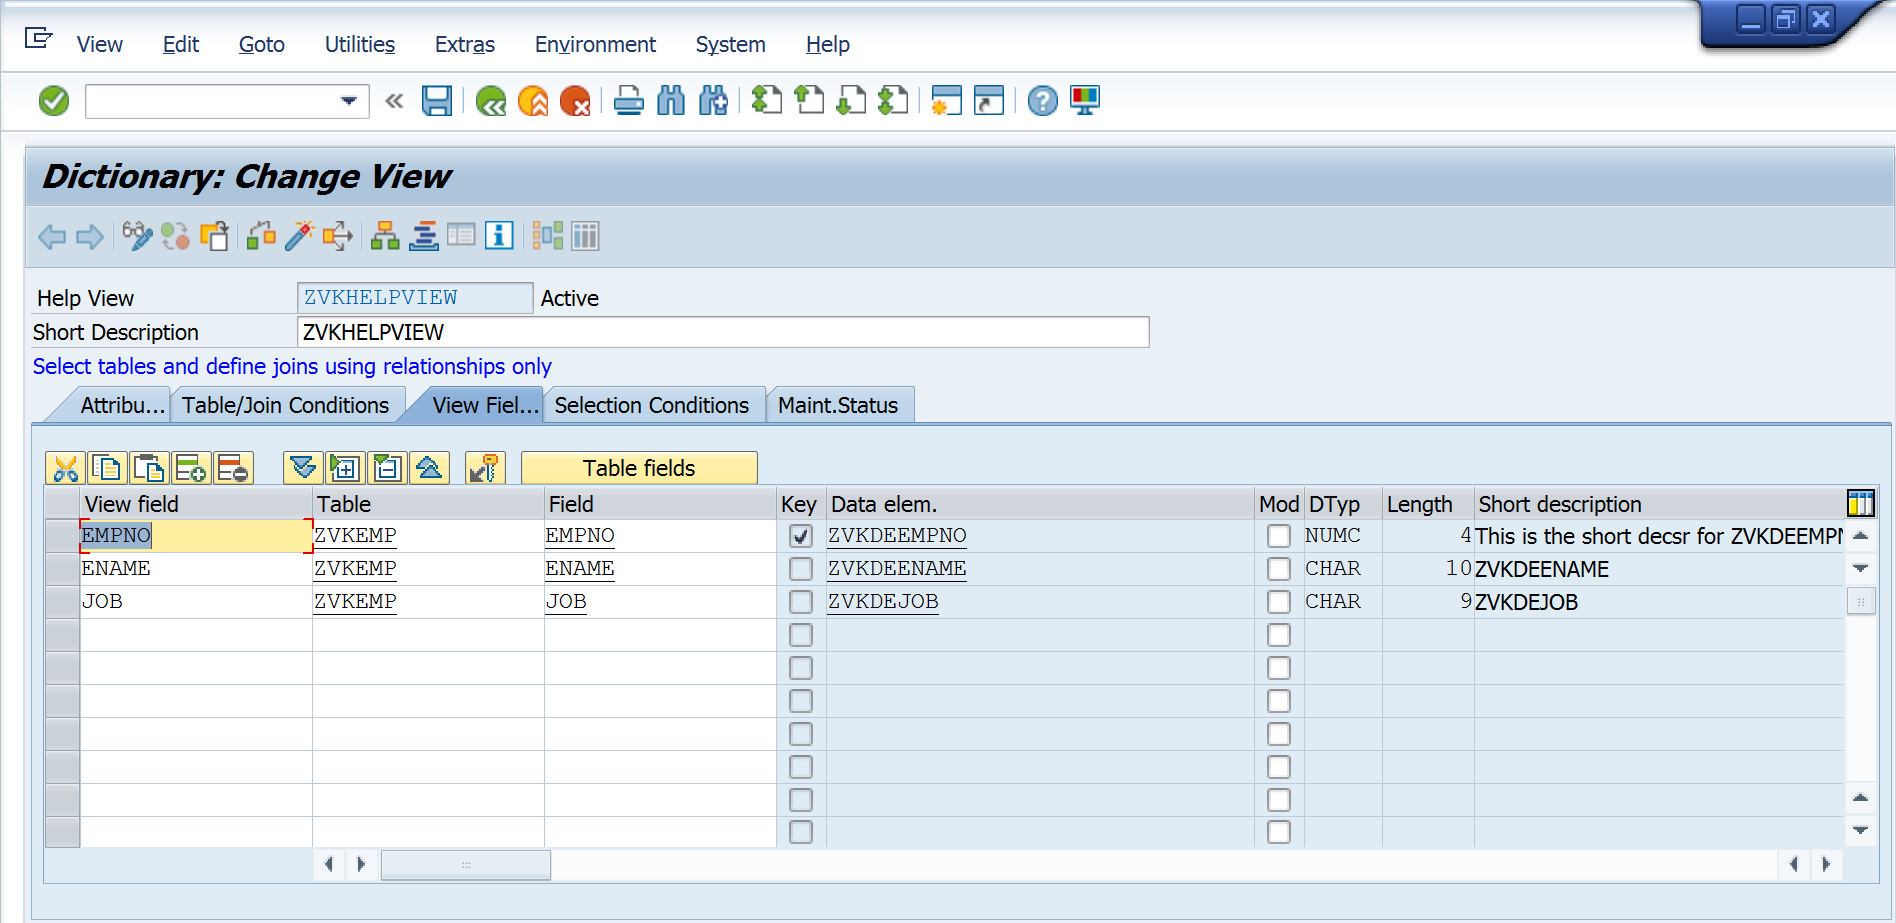 View Edit Goto Utilities Extras Environment System Help
Dictionary: Change View
Help View ZVKHELPVIEW Active
Short Description ZVKHELPVIEW
Select tables and define joins using relationships only
Attribu... Table/Join Conditions View Fiel... Selection Conditions Maint.Status
Table fields
View field Table Field Key Data elem. Mod DTyp Length Short description
EMPNO ZVKEMP EMPNO ZVKDEEMPNO NUMC 4 This is the short decsr for ZVKDEEMPN
ENAME ZVKEMP ENAME ZVKDEENAME CHAR 10 ZVKDEENAME
JOB ZVKEMP JOB ZVKDEJOB CHAR 9 ZVKDEJOB